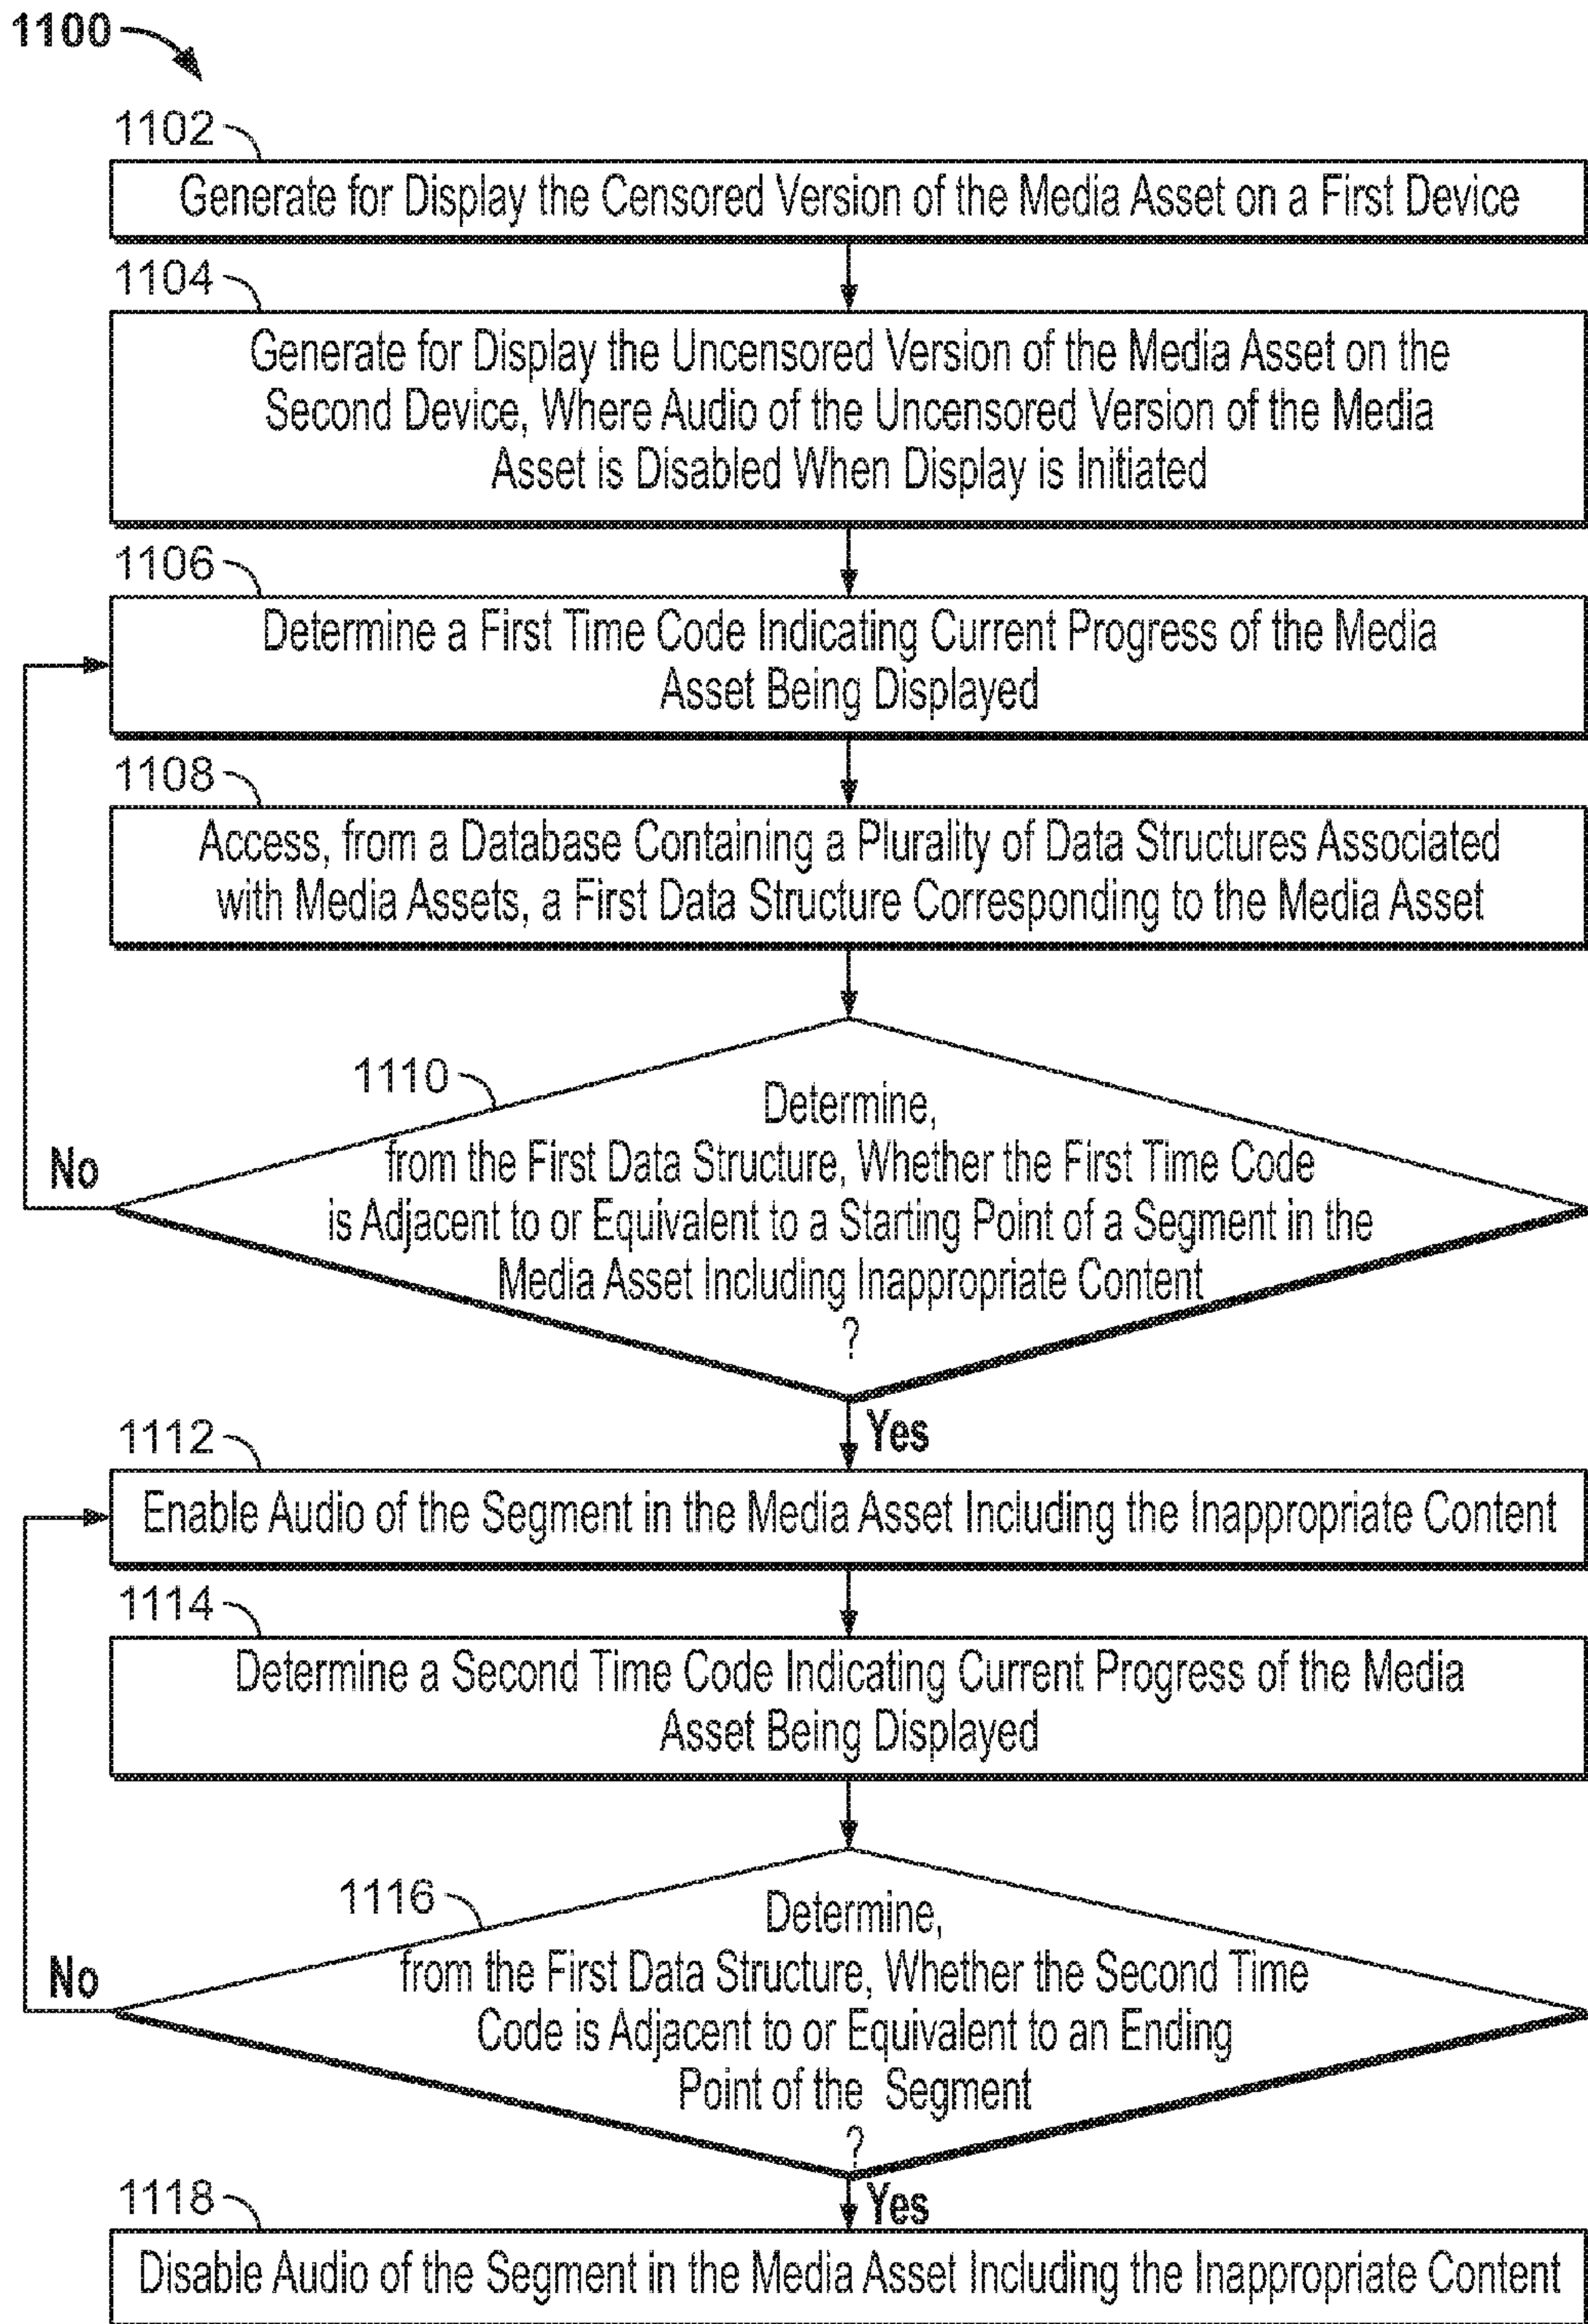 1100
1102
Generate for Display the Censored Version of the Media Asset on a First Device
1104
Generate for Display the Uncensored Version of the Media Asset on the
Second Device, Where Audio of the Uncensored Version of the Media
Asset is Disabled When Display is Initiated
1106
Determine a First Time Code Indicating Current Progress of the Media
Asset Being Displayed
1108
Access, from a Database Containing a Plurality of Data Structures Associated
with Media Assets, a First Data Structure Corresponding to the Media Asset
1110
Determine,
from the First Data Structure, Whether the First Time Code
is Adjacent to or Equivalent to a Starting Point of a Segment in the
Media Asset Including Inappropriate Content
?
No
Yes
1112
Enable Audio of the Segment in the Media Asset Including the Inappropriate Content
1114
Determine a Second Time Code Indicating Current Progress of the Media
Asset Being Displayed
1116
Determine,
from the First Data Structure, Whether the Second Time
Code is Adjacent to or Equivalent to an Ending
Point of the Segment
?
No
Yes
1118
Disable Audio of the Segment in the Media Asset Including the Inappropriate Content